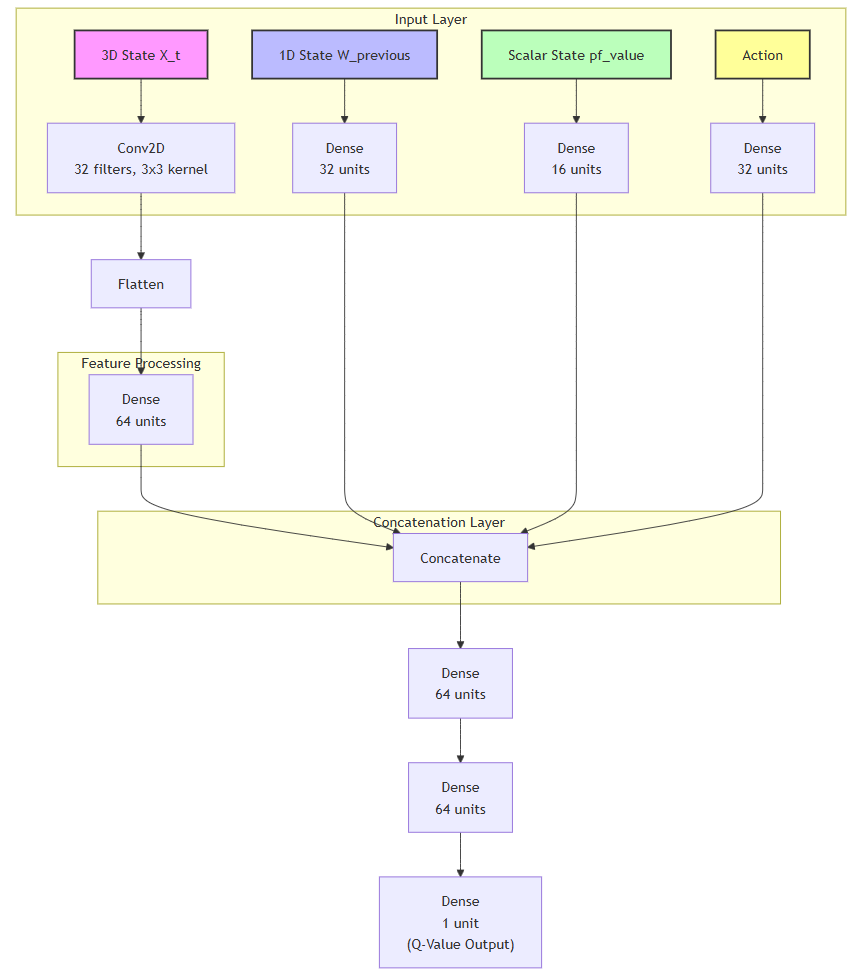 Input Layer
3D State X_t
1D State W_previous
Scalar State pf_value
Action
Conv2D
32 filters, 3x3 kernel
Dense
32 units
Dense
16 units
Dense
32 units
Flatten
Feature Processing
Dense
64 units
Concatenation Layer
Concatenate
Dense
64 units
Dense
64 units
Dense
1 unit
(Q-Value Output)